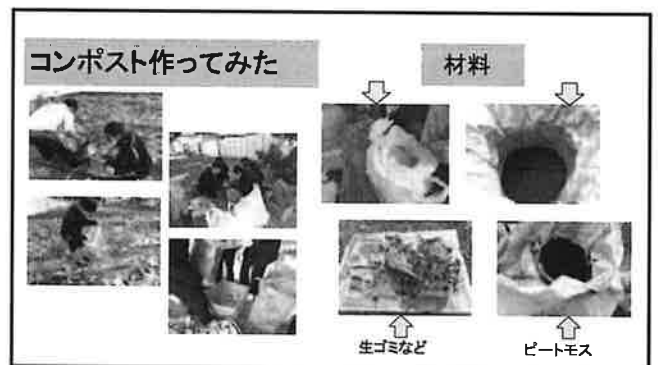 コンポスト作ってみた
材料
生ゴミなど
ピートモス